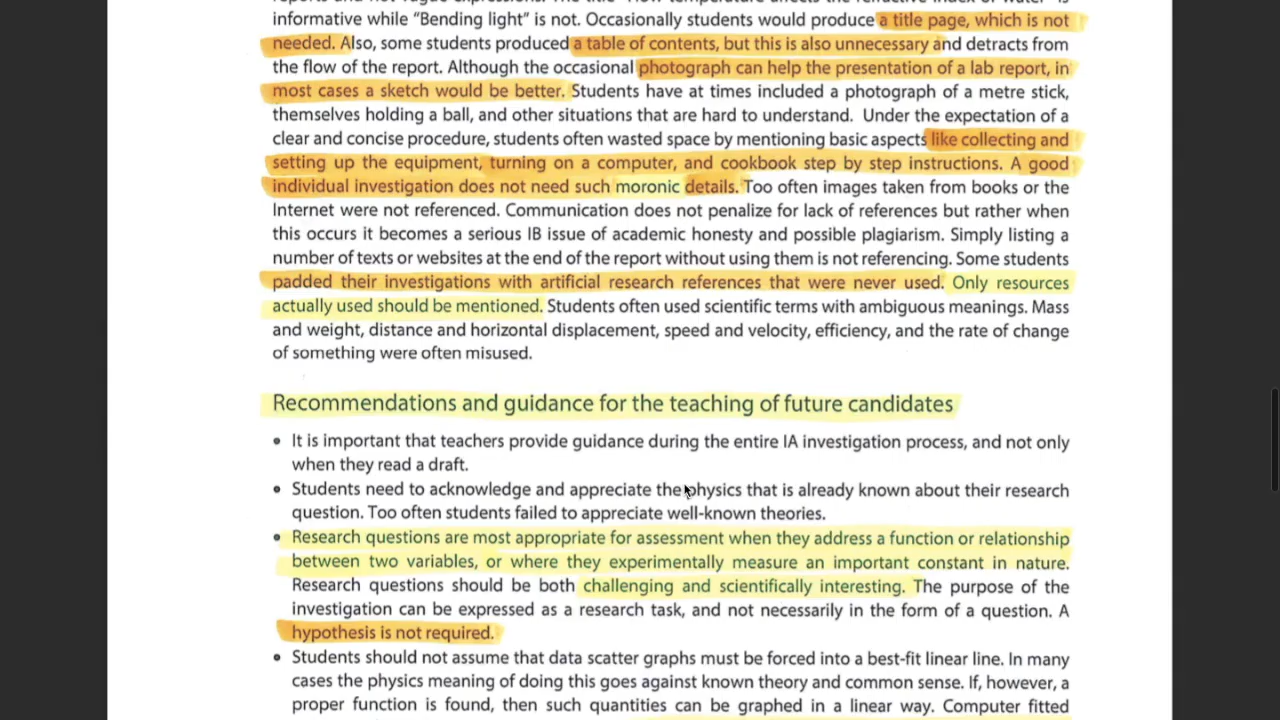 informative while “Bending light” is not. Occasionally students would produce a title page, which is not
needed. Also, some students produced a table of contents, but this is also unnecessary and detracts from
the flow of the report. Although the occasional photograph can help the presentation of a lab report, in
most cases a sketch would be better. Students have at times included a photograph of a metre stick,
themselves holding a ball, and other situations that are hard to understand. Under the expectation of a
clear and concise procedure, students often wasted space by mentioning basic aspects like collecting and
setting up the equipment, turning on a computer, and cookbook step by step instructions. A good
individual investigation does not need such moronic details. Too often images taken from books or the
Internet were not referenced. Communication does not penalize for lack of references but rather when
this occurs it becomes a serious IB issue of academic honesty and possible plagiarism. Simply listing a
number of texts or websites at the end of the report without using them is not referencing. Some students
padded their investigations with artificial research references that were never used. Only resources
actually used should be mentioned. Students often used scientific terms with ambiguous meanings. Mass
and weight, distance and horizontal displacement, speed and velocity, efficiency, and the rate of change
of something were often misused.
Recommendations and guidance for the teaching of future candidates
• It is important that teachers provide guidance during the entire IA investigation process, and not only
when they read a draft.
• Students need to acknowledge and appreciate the physics that is already known about their research
question. Too often students failed to appreciate well-known theories.
• Research questions are most appropriate for assessment when they address a function or relationship
between two variables, or where they experimentally measure an important constant in nature.
Research questions should be both challenging and scientifically interesting. The purpose of the
investigation can be expressed as a research task, and not necessarily in the form of a question. A
hypothesis is not required.
• Students should not assume that data scatter graphs must be forced into a best-fit linear line. In many
cases the physics meaning of doing this goes against known theory and common sense. If, however, a
proper function is found, then such quantities can be graphed in a linear way. Computer fitted